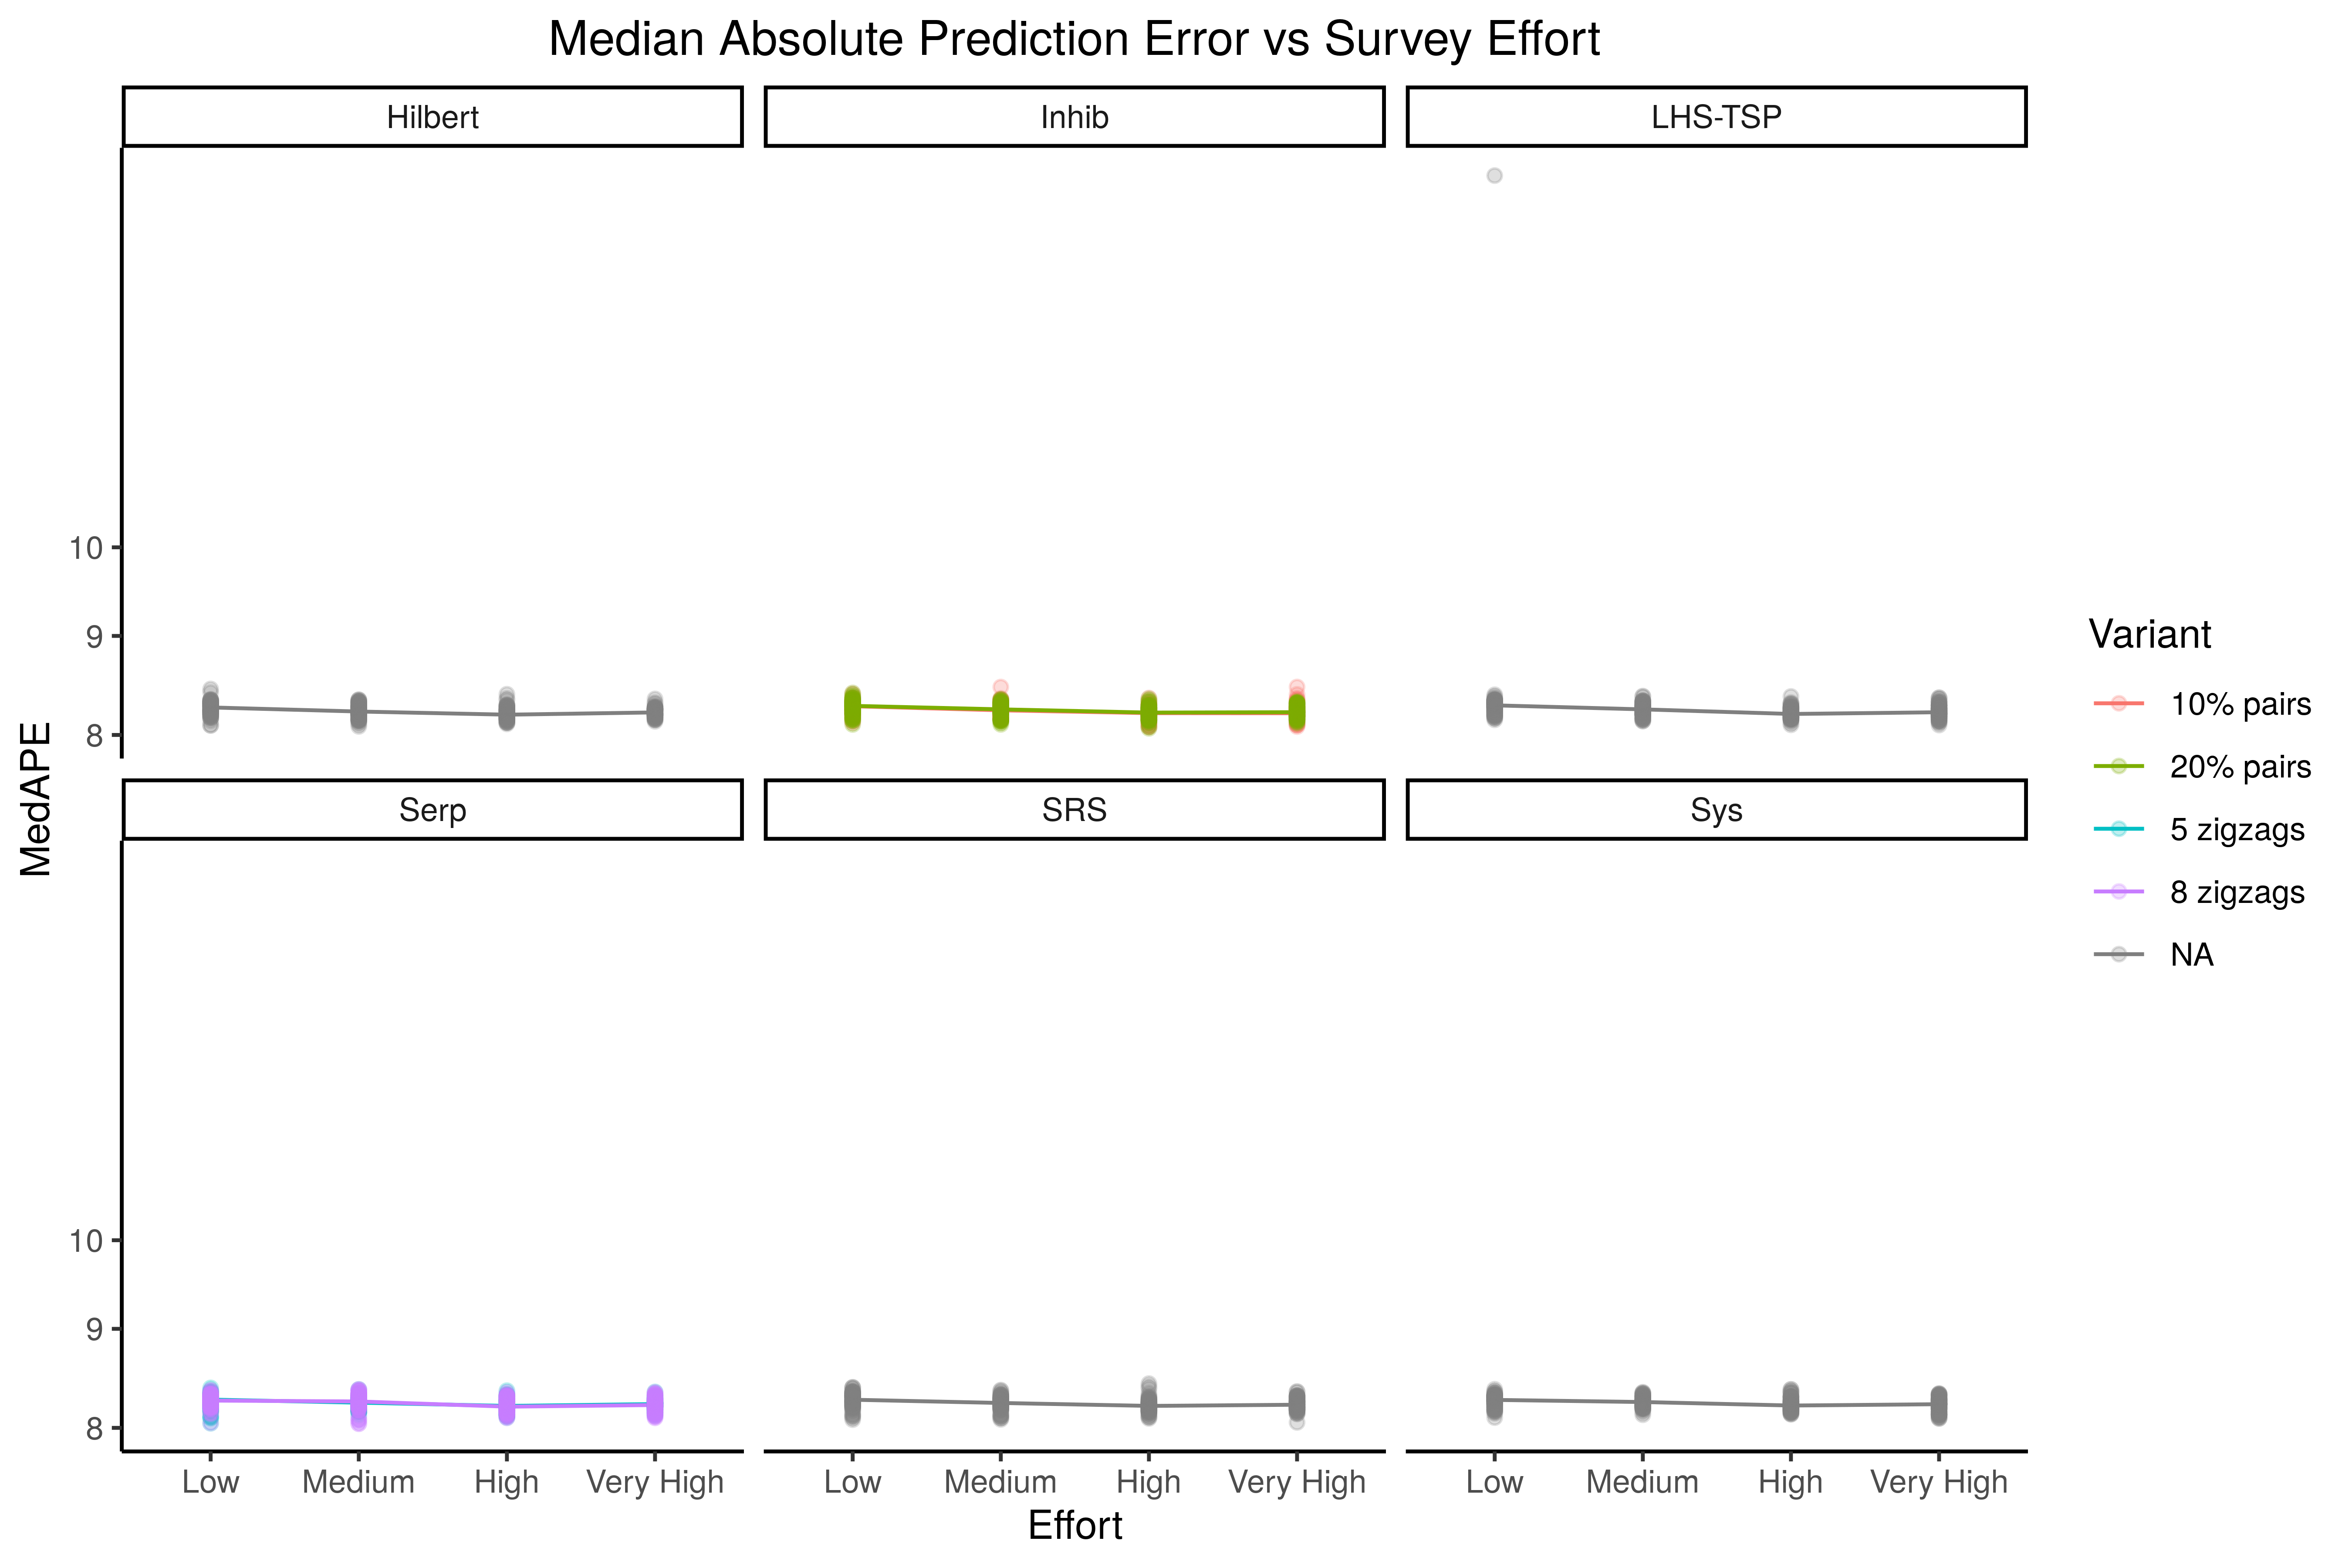 Median Absolute Prediction Error vs Survey Effort
Hilbert
Inhib
LHS-TSP
10
9
8
Serp
SRS
Sys
10
9
8
Low Medium High Very High
Low Medium High Very High
Low Medium High Very High
Effort
MedAPE
Variant
10% pairs
20% pairs
5 zigzags
8 zigzags
NA